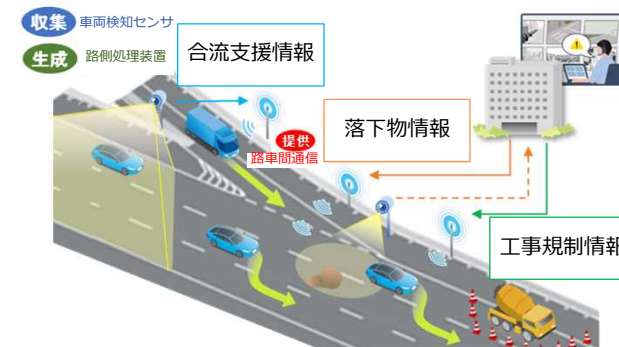 収集 車両検知センサ
生成 路側処理装置
合流支援情報
提供
路車間通信
落下物情報
工事規制情報